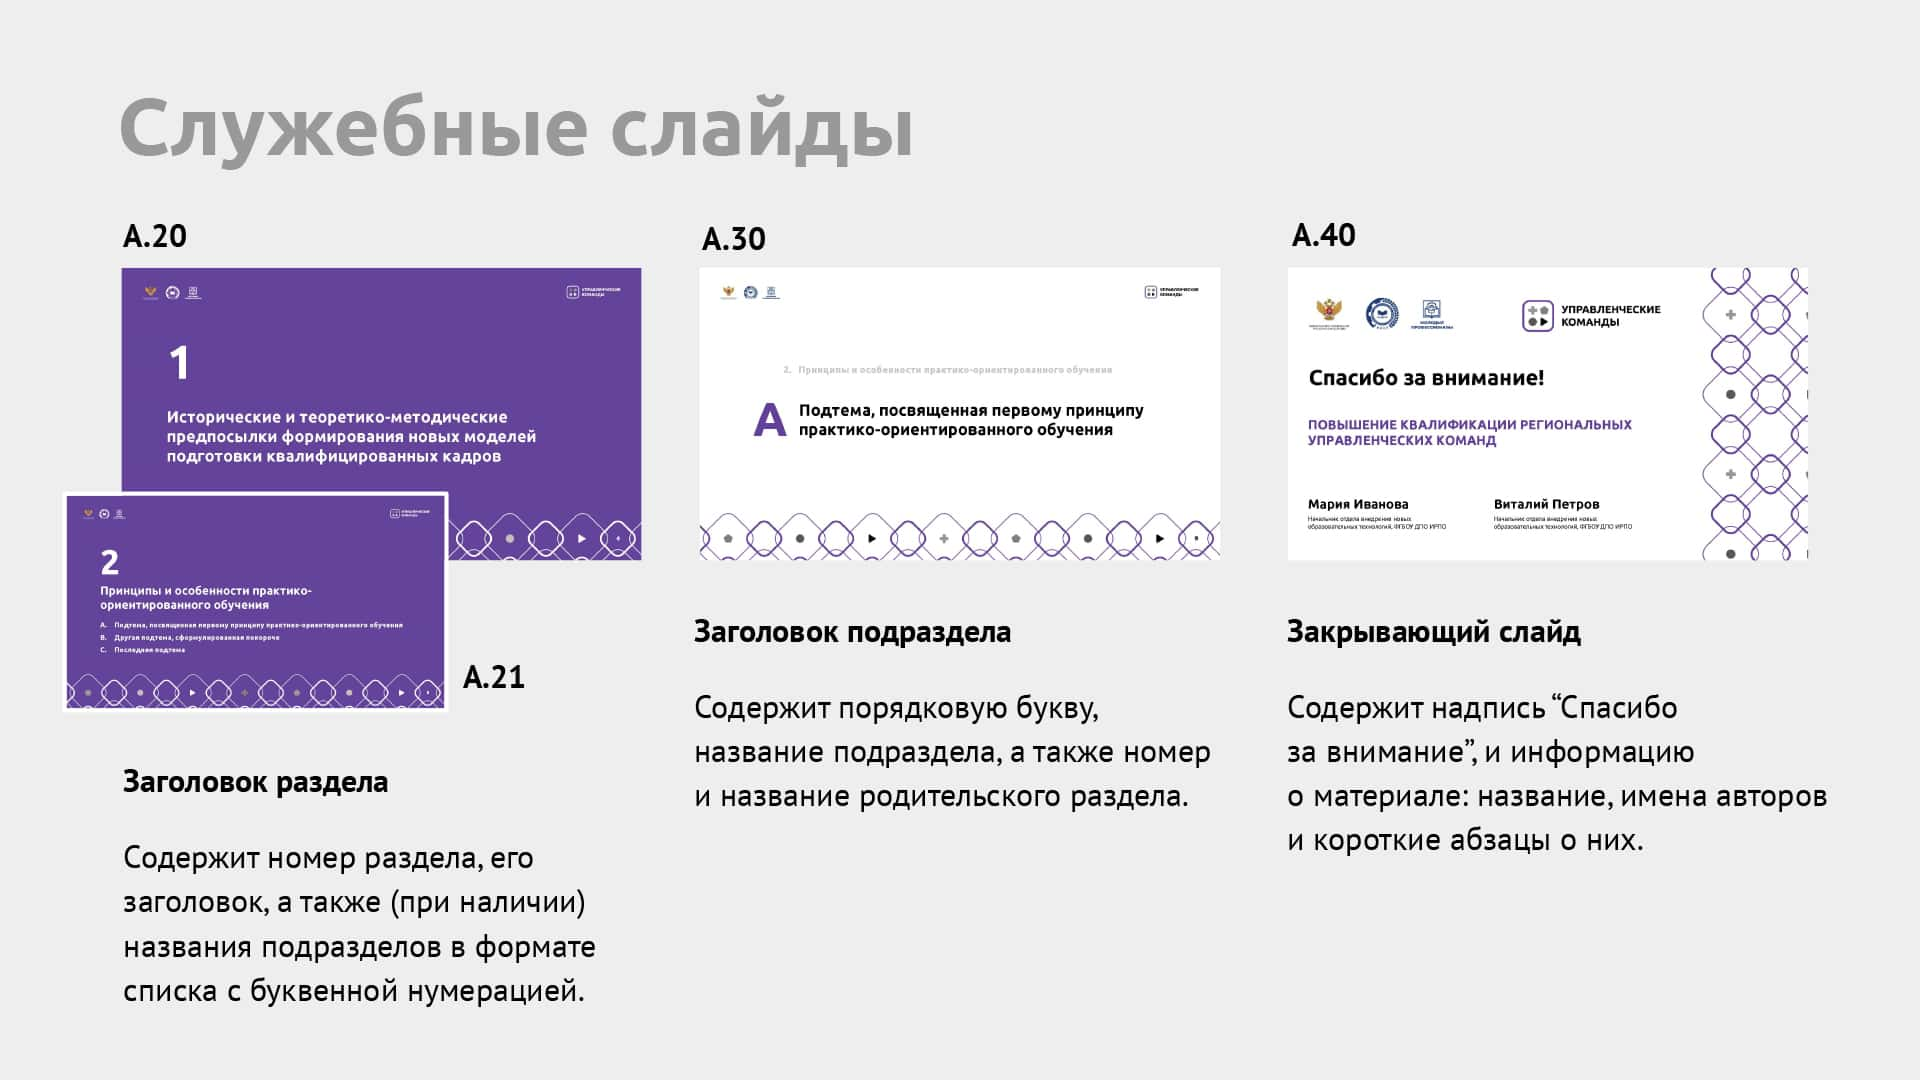 Служебные слайды
А.20
УПРАВЛЕНЧЕСКИЕ
КОМАНДЫ
1
Исторические и теоретико-методические
предпосылки формирования новых моделей
подготовки квалифицированных кадров
2
Принципы и особенности практико-
ориентированного обучения
A. Подтема, посвященная первому принципу практико-ориентированного обучения
B. Другая подтема, сформулированная покороче
C. Последняя подтема
А.21
Заголовок раздела
Содержит номер раздела, его
заголовок, а также (при наличии)
названия подразделов в формате
списка с буквенной нумерацией.
А.30
УПРАВЛЕНЧЕСКИЕ
КОМАНДЫ
2. Принципы и особенности практико-ориентированного обучения
А
Подтема, посвященная первому принципу
практико-ориентированного обучения
Заголовок подраздела
Содержит порядковую букву,
название подраздела, а также номер
и название родительского раздела.
А.40
МОЛОДЫЕ
ПРОФЕССИОНАЛЫ
УПРАВЛЕНЧЕСКИЕ
КОМАНДЫ
Спасибо за внимание!
ПОВЫШЕНИЕ КВАЛИФИКАЦИИ РЕГИОНАЛЬНЫХ
УПРАВЛЕНЧЕСКИХ КОМАНД
Мария Иванова
Начальник отдела внедрения новых
образовательных технологий, ФГБОУ ДПО ИРПО
Виталий Петров
Начальник отдела внедрения новых
образовательных технологий, ФГБОУ ДПО ИРПО
Закрывающий слайд
Содержит надпись “Спасибо
за внимание”, и информацию
о материале: название, имена авторов
и короткие абзацы о них.